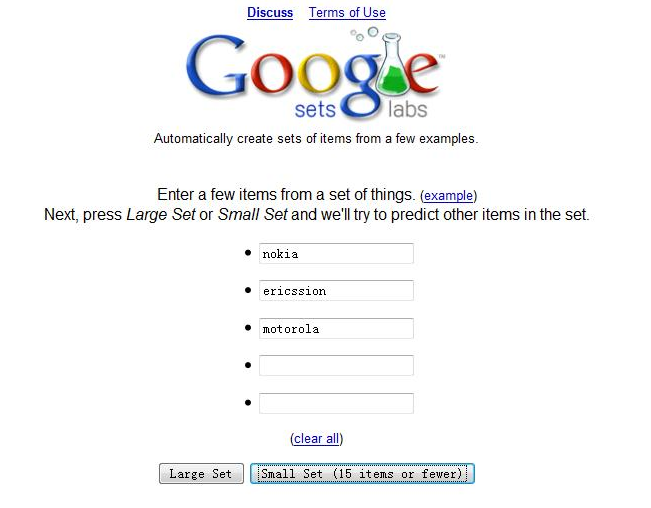 Discuss Terms of Use
Google
sets labs
Automatically create sets of items from a few examples.
Enter a few items from a set of things. (example)
Next, press Large Set or Small Set and we'll try to predict other items in the set.
nokia
ericssion
motorola
(clear all)
Large Set Small Set (15 items or fewer)